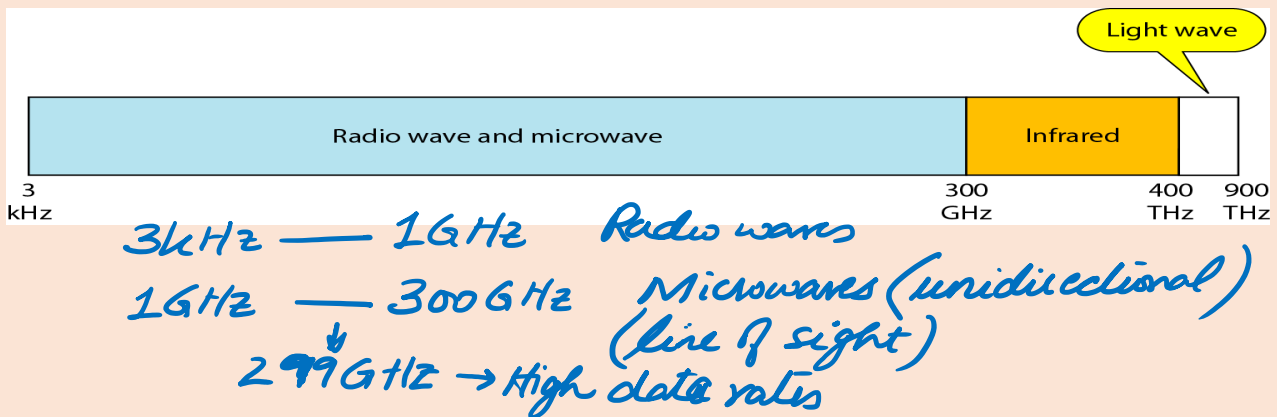 Light wave
Radio wave and microwave
Infrared
3 kHz
300 GHz
400 THz
900 THz
3kHz — 1GHz Radio waves
1GHz — 300GHz Microwaves (unidirectional)
(line of sight)
↓
299GHz → High data rates